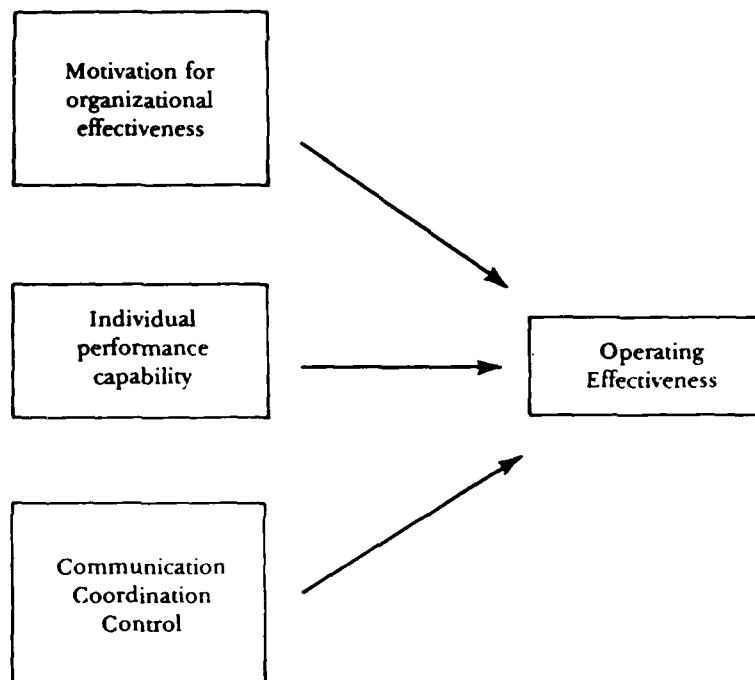 Motivation for
organizational
effectiveness
Individual
performance
capability
Operating
Effectiveness
Communication
Coordination
Control